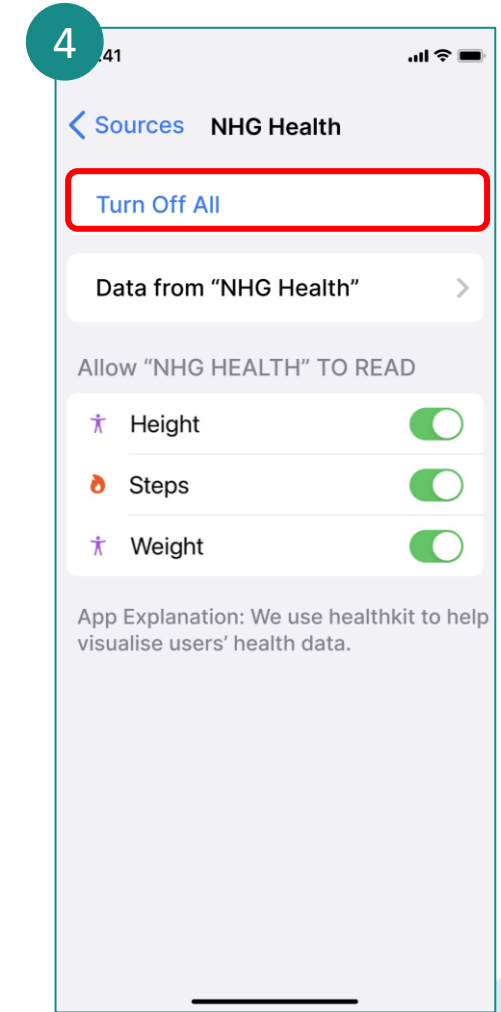 4
:41
Sources NHG Health
Turn Off All
Data from “NHG Health”
Allow “NHG HEALTH” TO READ
Height
Steps
Weight
App Explanation: We use healthkit to help
visualise users’ health data.